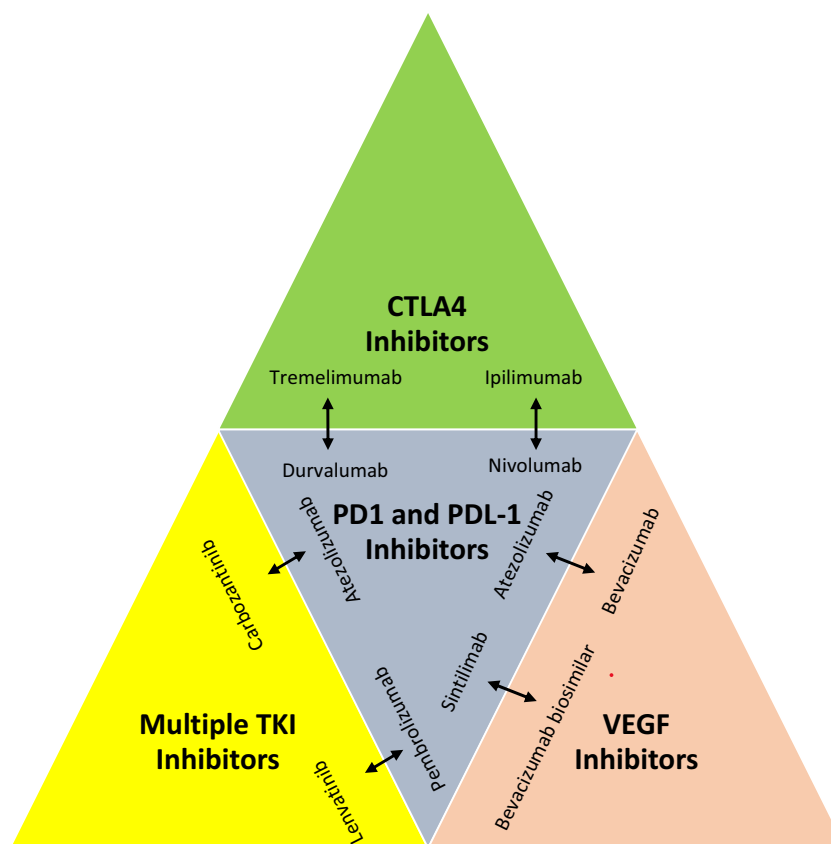 CTLA4
Inhibitors
Tremelimumab
Ipilimumab
Durvalumab
Nivolumab
PD1 and PDL-1
Inhibitors
Atezolizumab
Atezolizumab
Carbozantinib
Bevacizumab
Sintilimab
Pembrolizumab
Bevacizumab biosimilar
Multiple TKI
Inhibitors
VEGF
Inhibitors
Lenvatinib